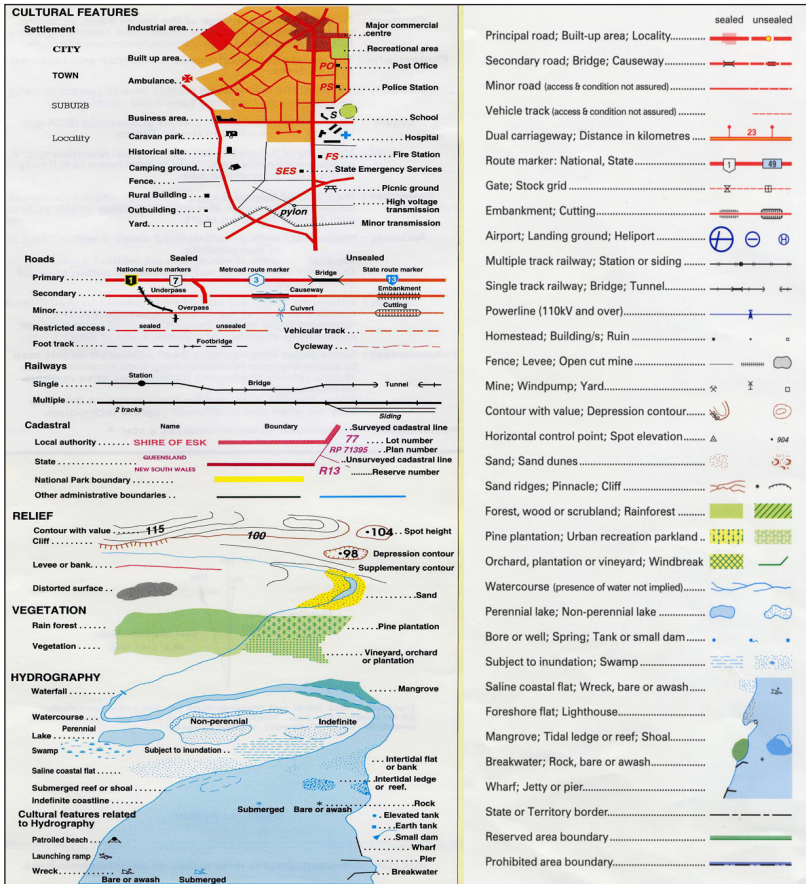 CULTURAL FEATURES
Settlement
CITY
TOWN
SUBURB
Locality
Industrial area
Built up area
Ambulance
Business area
Caravan park
Historical site
Camping ground
Fence
Rural Building
Outbuilding
Yard
PO
PS
S
FS
SES
pylon
Major commercial centre
Recreational area
Post Office
Police Station
School
Hospital
Fire Station
State Emergency Services
Picnic ground
High voltage transmission
Minor transmission
Roads Sealed Unsealed
National route markers Metroad route marker Bridge State route marker
Primary 1 7 3 13
Underpass Causeway Embankment
Secondary
Overpass Culvert Cutting
Minor
Restricted access sealed unsealed Vehicular track
Foot track Footbridge Cycleway
Railways
Station
Single Bridge Tunnel
Multiple
2 tracks Siding
Cadastral Name Boundary
Surveyed cadastral line
Local authority SHIRE OF ESK 77 Lot number
RP 71395 Plan number
State QUEENSLAND Unsurveyed cadastral line
NEW SOUTH WALES R13 Reserve number
National Park boundary
Other administrative boundaries
RELIEF
Contour with value 115 100 104 Spot height
Cliff
98 Depression contour
Levee or bank Supplementary contour
Distorted surface
Sand
VEGETATION
Rain forest Pine plantation
Vegetation Vineyard, orchard or plantation
HYDROGRAPHY
Waterfall Mangrove
Watercourse
Perennial Non-perennial Indefinite
Lake
Swamp Subject to inundation
Intertidal flat or bank
Saline coastal flat
Intertidal ledge or reef.
Submerged reef or shoal
Indefinite coastline
Submerged Bare or awash Rock
Cultural features related to Hydrography
Elevated tank
Earth tank
Small dam
Patrolled beach
Wharf
Launching ramp
Pier
Wreck
Bare or awash Submerged Breakwater
sealed unsealed
Principal road; Built-up area; Locality
Secondary road; Bridge; Causeway
Minor road (access & condition not assured)
Vehicle track (access & condition not assured)
Dual carriageway; Distance in kilometres 23
Route marker: National, State 1 49
Gate; Stock grid
Embankment; Cutting
Airport; Landing ground; Heliport H
Multiple track railway; Station or siding
Single track railway; Bridge; Tunnel
Powerline (110kV and over)
Homestead; Building/s; Ruin
Fence; Levee; Open cut mine
Mine; Windpump; Yard
Contour with value; Depression contour
Horizontal control point; Spot elevation 904
Sand; Sand dunes
Sand ridges; Pinnacle; Cliff
Forest, wood or scrubland; Rainforest
Pine plantation; Urban recreation parkland
Orchard, plantation or vineyard; Windbreak
Watercourse (presence of water not implied)
Perennial lake; Non-perennial lake
Bore or well; Spring; Tank or small dam
Subject to inundation; Swamp
Saline coastal flat; Wreck, bare or awash
Foreshore flat; Lighthouse
Mangrove; Tidal ledge or reef; Shoal
Breakwater; Rock, bare or awash
Wharf; Jetty or pier
State or Territory border
Reserved area boundary
Prohibited area boundary